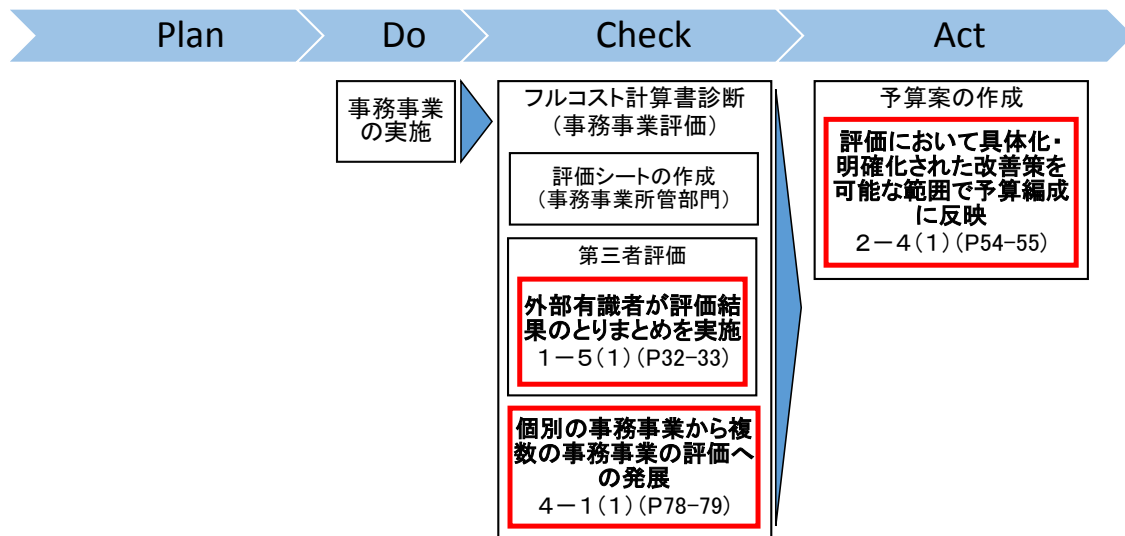 Plan
Do
Check
Act
事務事業
の実施
フルコスト計算書診断
（事務事業評価）
評価シートの作成
（事務事業所管部門）
第三者評価
外部有識者が評価結
果のとりまとめを実施
１－５（１）（P32-33）
個別の事務事業から複
数の事務事業の評価へ
の発展
４－１（１）（P78-79）
予算案の作成
評価において具体化・
明確化された改善策を
可能な範囲で予算編成
に反映
２－４（１）（P54-55）